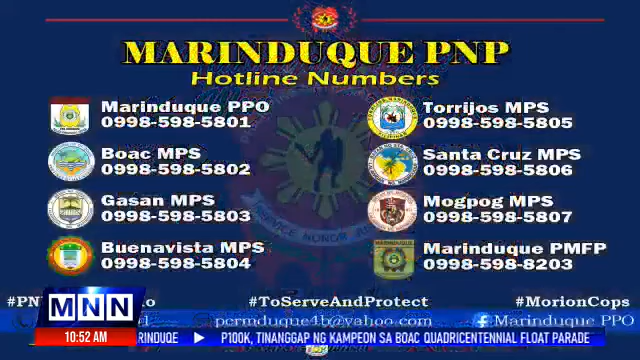 MARINDUQUE PNP
Hotline Numbers
Marinduque PPO
0998-598-5801
Boac MPS
0998-598-5802
Gasan MPS
0998-598-5803
Buenavista MPS
0998-598-5804
Torrijos MPS
0998-598-5805
Santa Cruz MPS
0998-598-5806
Mogpog MPS
0998-598-5807
Marinduque PMFP
0998-598-8203
#ToServeAndProtect
#MorionCops
pcrmduque4b@yahoo.com
Marinduque PPO
MNN
10:52 AM
P100K, TINANGGAP NG KAMPEON SA BOAC QUADRICENTENNIAL FLOAT PARADE